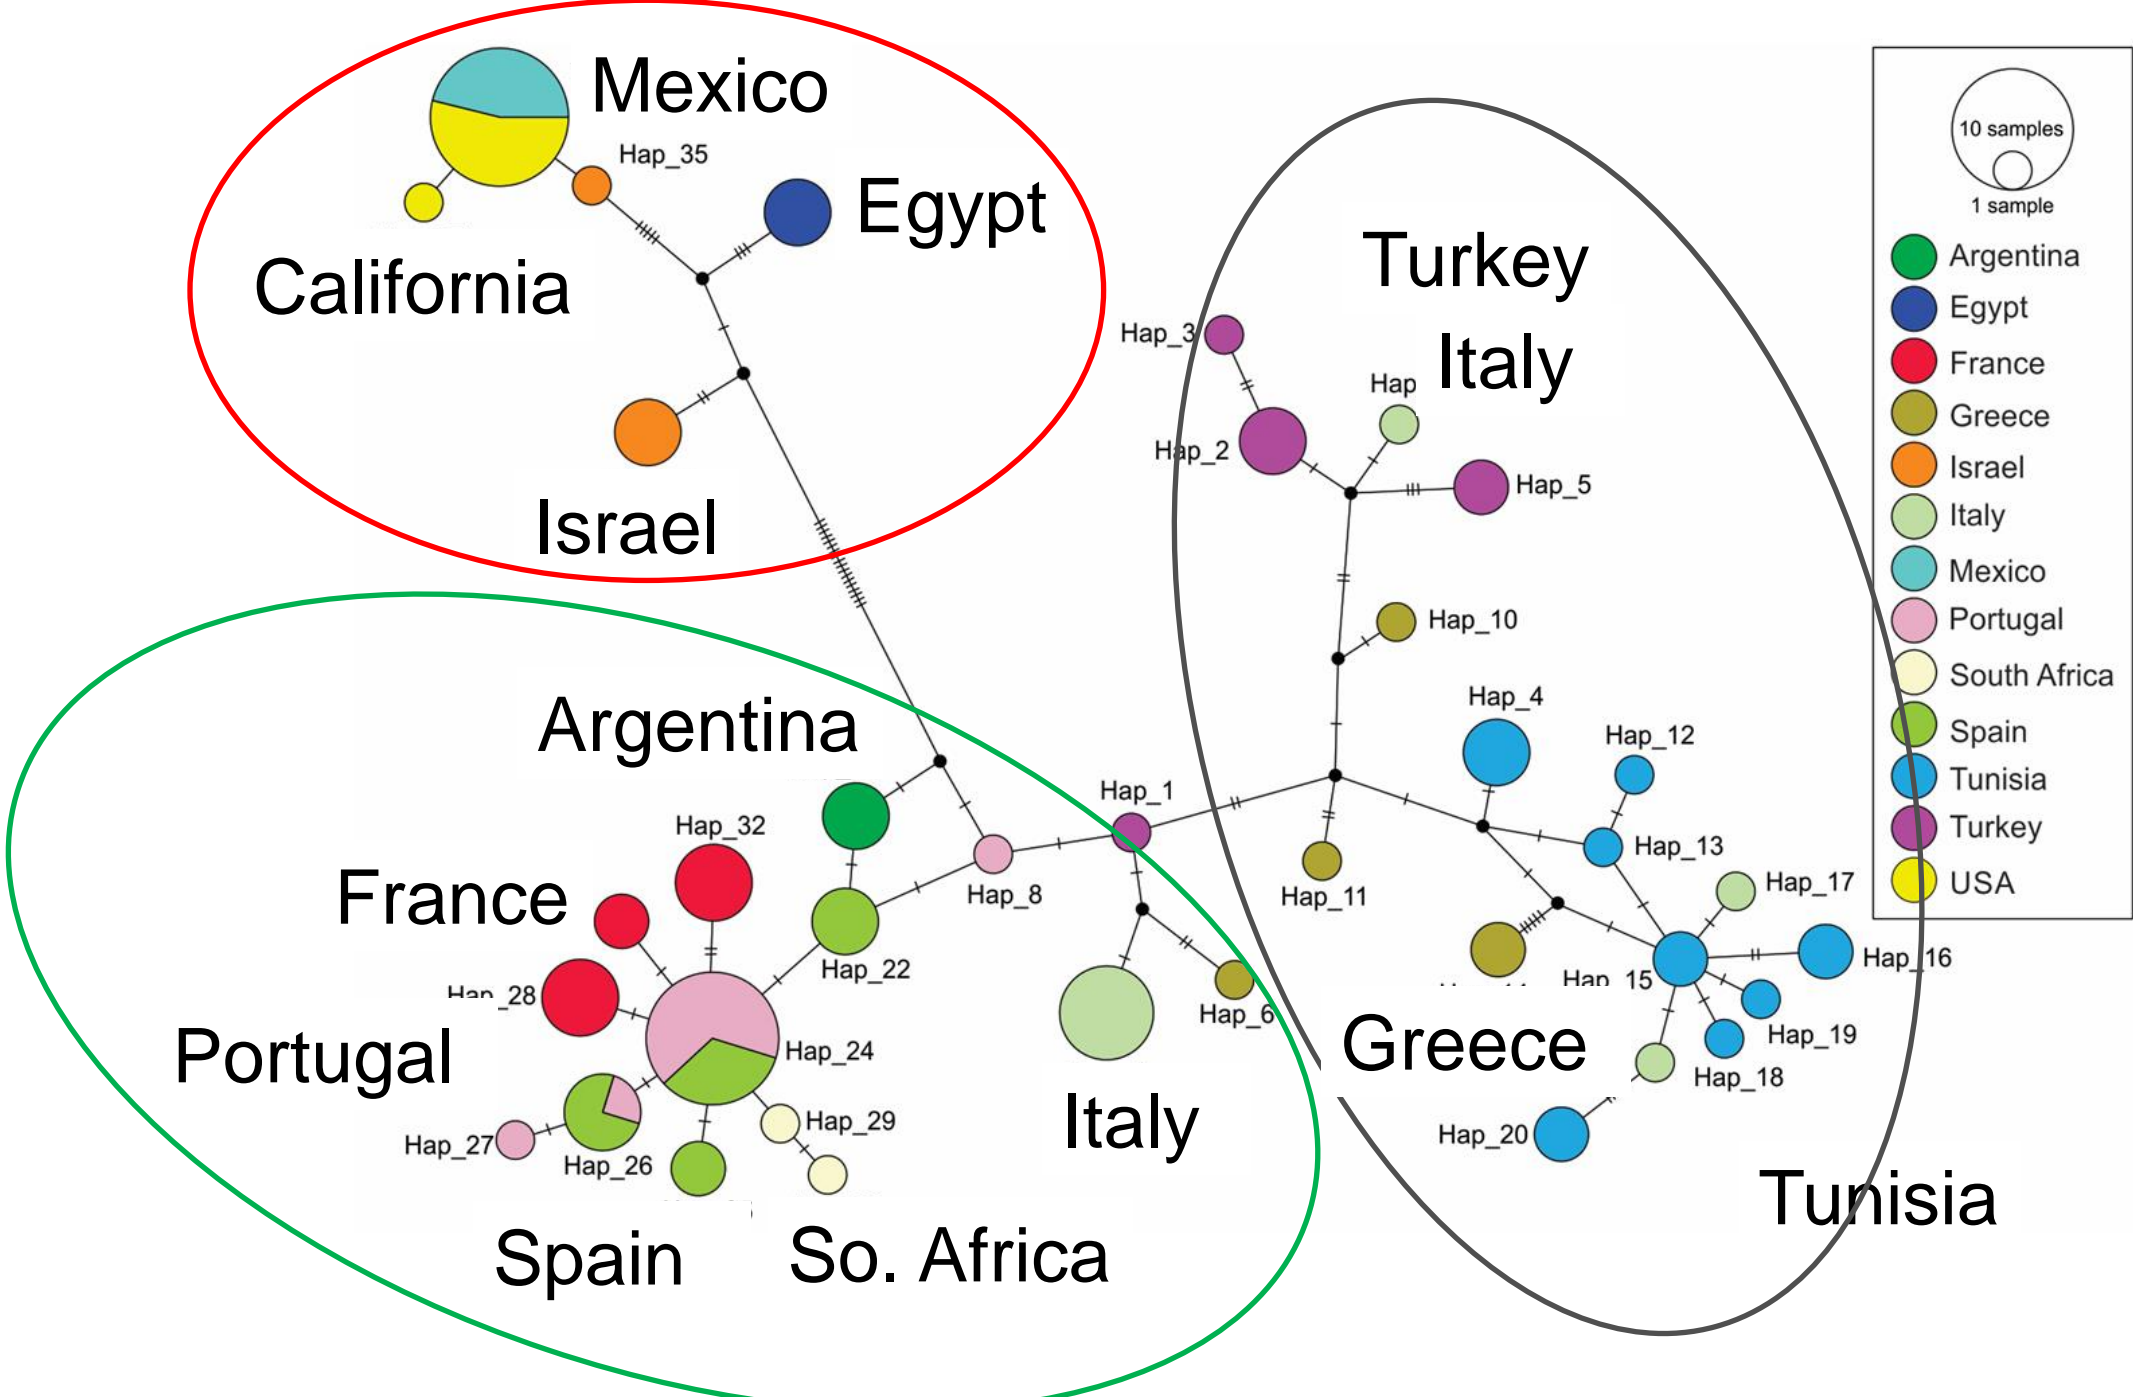 Mexico
Hap_35
Egypt
California
Israel
Turkey
Italy
Hap_3
Hap
Hap_2
Hap_5
Hap_10
Hap_4
Hap_12
Hap_13
Hap_11
Hap_17
Hap_16
Hap_15
Hap_19
Hap_18
Greece
Hap_20
Tunisia
Argentina
Hap_1
Hap_32
Hap_8
France
Hap_22
Hap_28
Hap_6
Portugal
Hap_24
Italy
Hap_29
Hap_27
Hap_26
Spain
So. Africa
10 samples
1 sample
Argentina
Egypt
France
Greece
Israel
Italy
Mexico
Portugal
South Africa
Spain
Tunisia
Turkey
USA